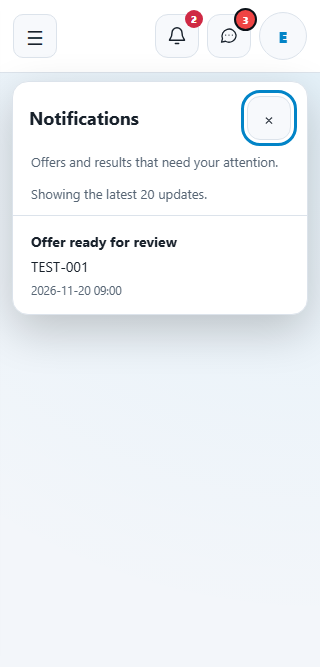 2
3
E
Notifications
×
Offers and results that need your attention.
Showing the latest 20 updates.
Offer ready for review
TEST-001
2026-11-20 09:00